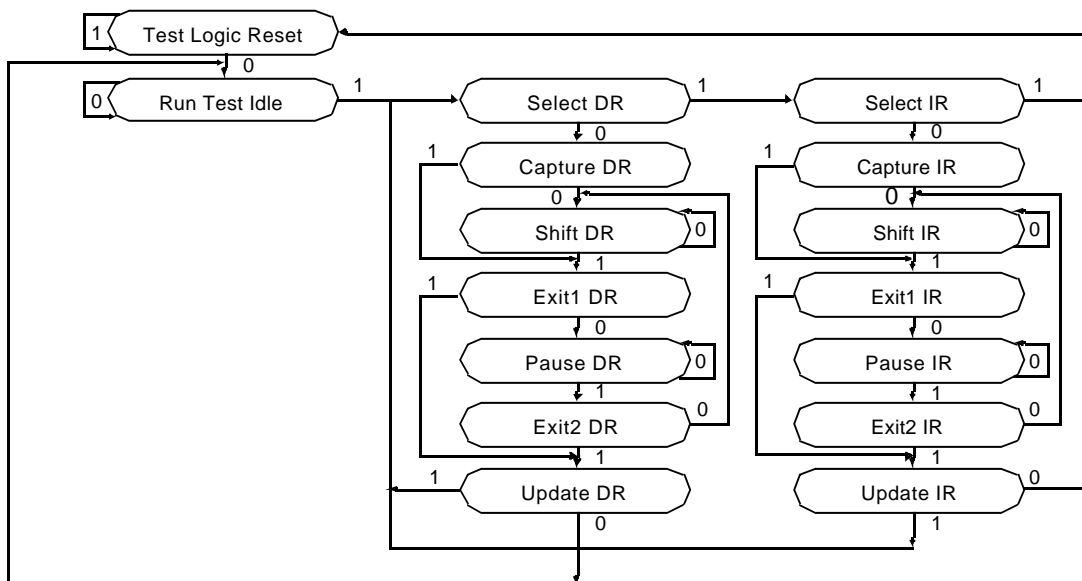 1 Test Logic Reset
0
0 Run Test Idle 1 Select DR 1 Select IR 1
0 0
1 Capture DR 1 Capture IR
0 0
Shift DR 0 Shift IR 0
1 1
1 Exit1 DR 1 Exit1 IR
0 0
Pause DR 0 Pause IR 0
1 1
Exit2 DR 0 Exit2 IR 0
1 1
1 Update DR Update IR 0
0 1